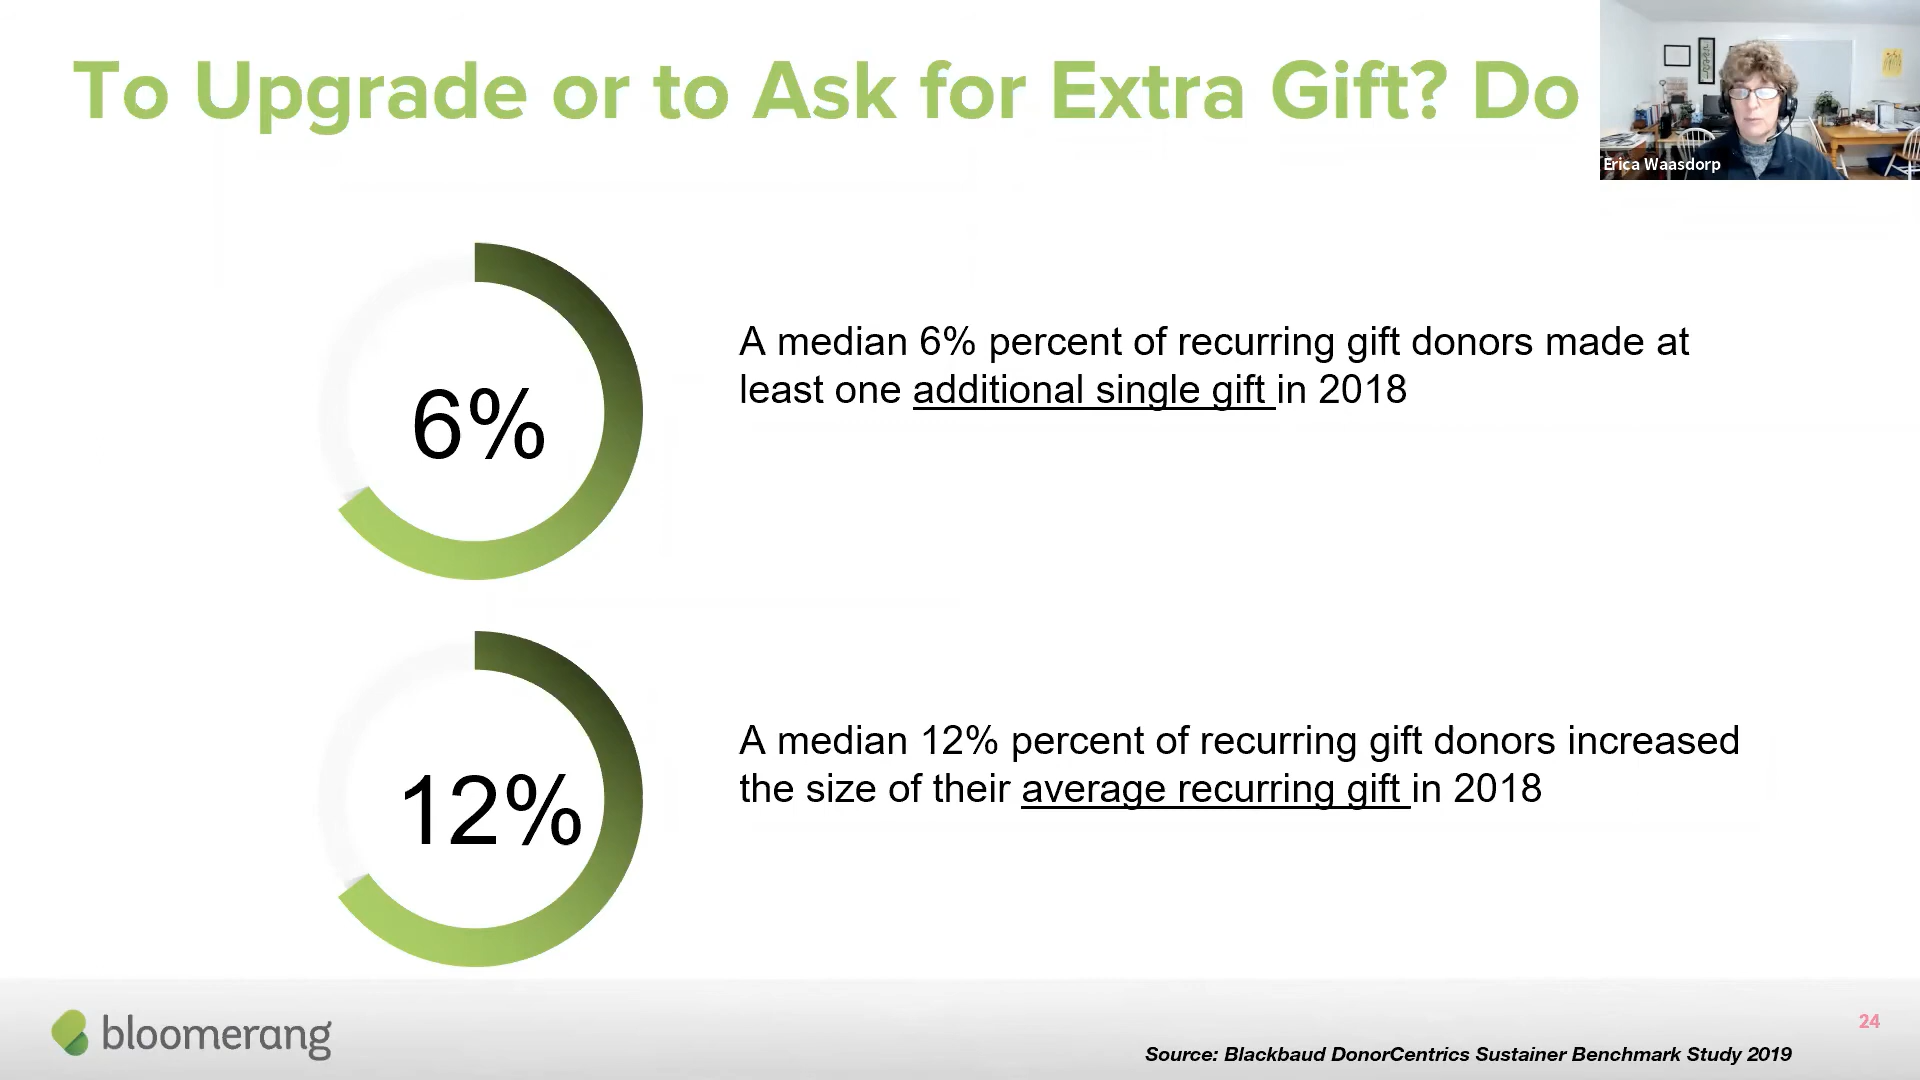 To Upgrade or to Ask for Extra Gift? Do
Erica Waasdorp
6%
A median 6% percent of recurring gift donors made at
least one additional single gift in 2018
12%
A median 12% percent of recurring gift donors increased
the size of their average recurring gift in 2018
bloomerang
24
Source: Blackbaud DonorCentrics Sustainer Benchmark Study 2019